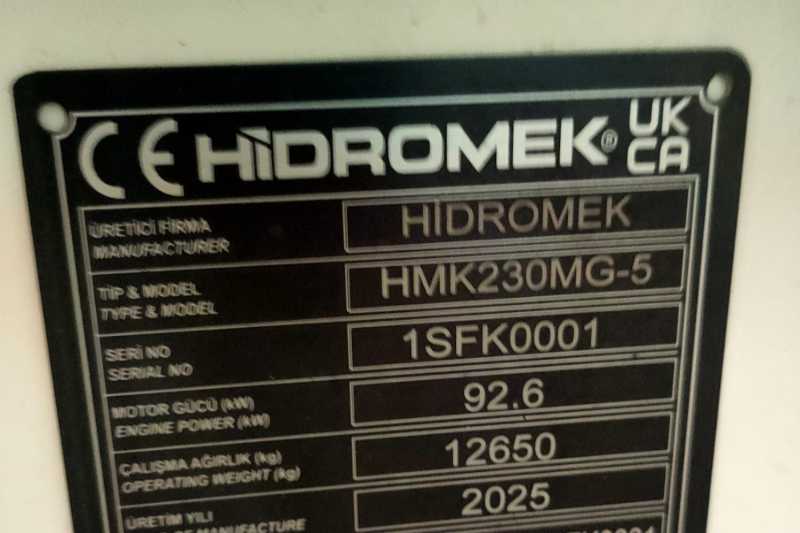 CE HİDROMEK® UK CA
ÜRETİCİ FİRMA
MANUFACTURER
HİDROMEK
TİP & MODEL
TYPE & MODEL
HMK230MG-5
SERİ NO
SERIAL NO
1SFK0001
MOTOR GÜCÜ (kW)
ENGINE POWER (kW)
92.6
ÇALIŞMA AĞIRLIK (kg)
OPERATING WEIGHT (kg)
12650
ÜRETİM YILI
MANUFACTURE
2025